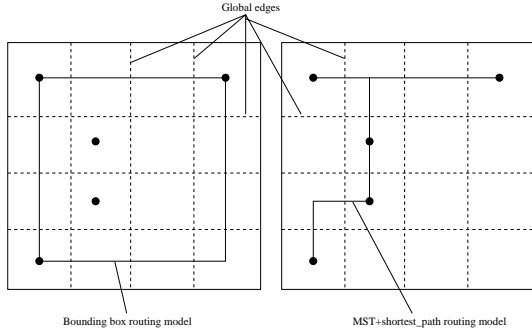 Global edges
Bounding box routing model
MST+shortest_path routing model